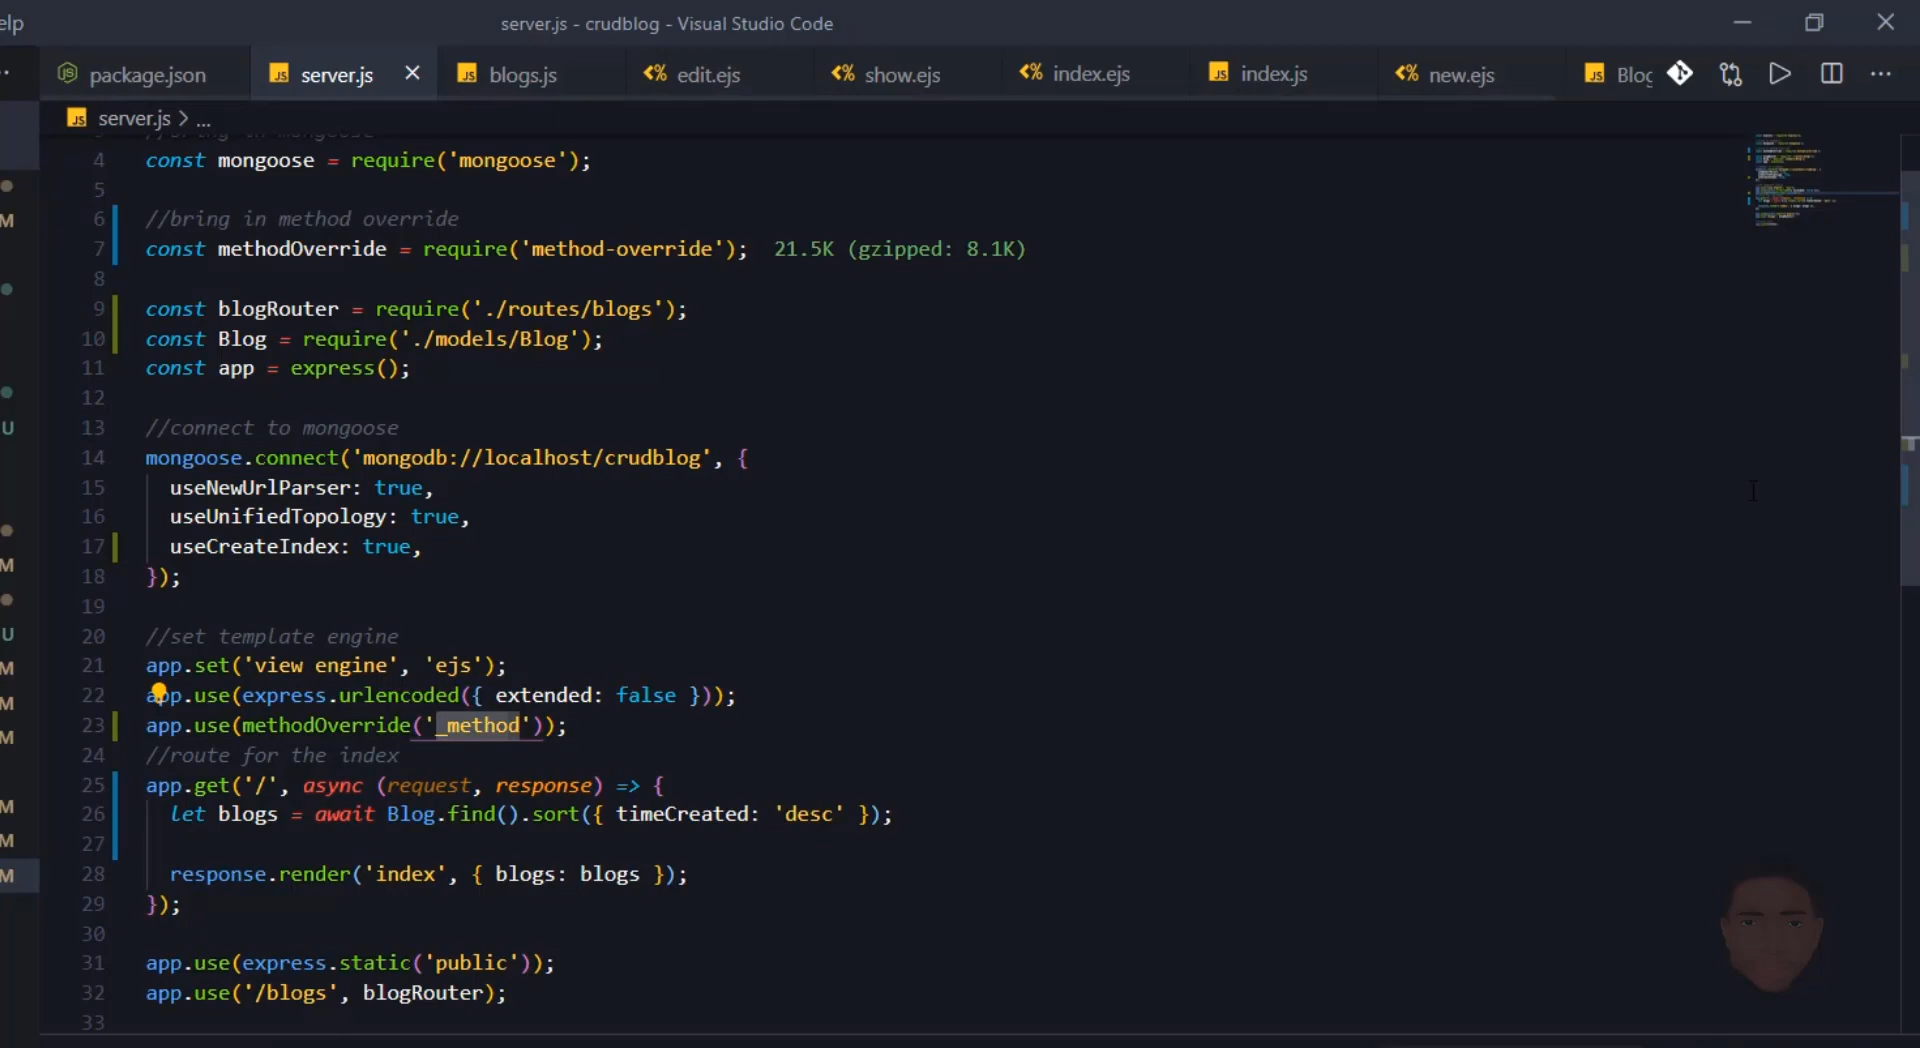 elp
server.js - crudblog - Visual Studio Code
package.json
server.js
blogs.js
edit.ejs
show.ejs
index.ejs
index.js
new.ejs
Blog
server.js > ...
4 const mongoose = require('mongoose');
5
6 //bring in method override
7 const methodOverride = require('method-override'); 21.5K (gzipped: 8.1K)
8
9 const blogRouter = require('./routes/blogs');
10 const Blog = require('./models/Blog');
11 const app = express();
12
13 //connect to mongoose
14 mongoose.connect('mongodb://localhost/crudblog', {
15 useNewUrlParser: true,
16 useUnifiedTopology: true,
17 useCreateIndex: true,
18 });
19
20 //set template engine
21 app.set('view engine', 'ejs');
22 app.use(express.urlencoded({ extended: false }));
23 app.use(methodOverride('_method'));
24 //route for the index
25 app.get('/', async (request, response) => {
26 let blogs = await Blog.find().sort({ timeCreated: 'desc' });
27
28 response.render('index', { blogs: blogs });
29 });
30
31 app.use(express.static('public'));
32 app.use('/blogs', blogRouter);
33